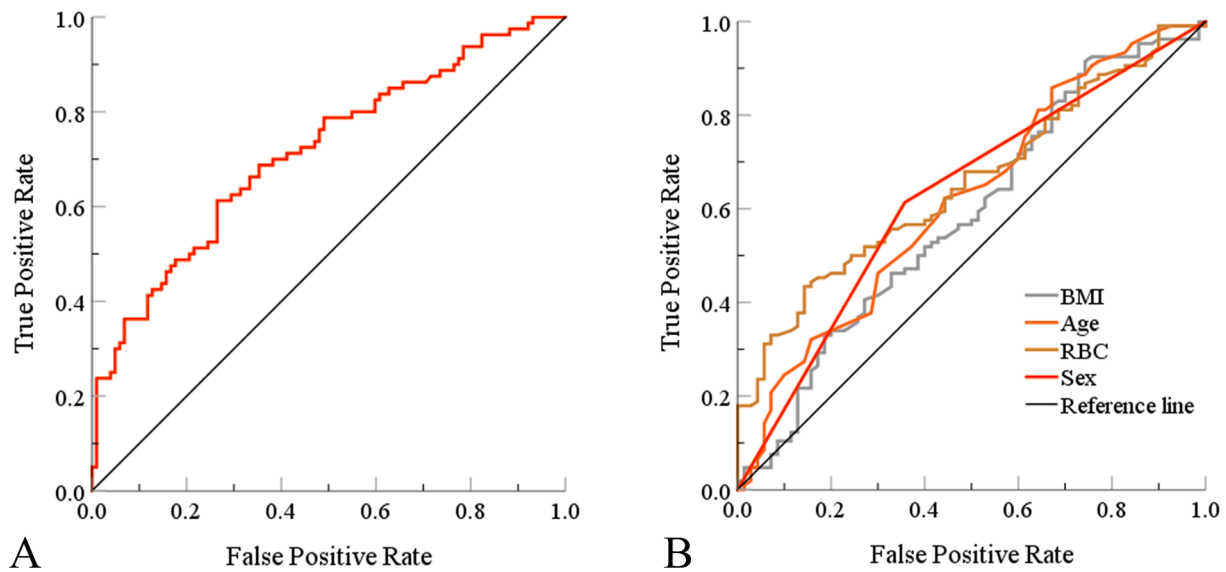 1.0
0.8
0.6
0.4
0.2
0.0
True Positive Rate
0.0 0.2 0.4 0.6 0.8 1.0
False Positive Rate
A
1.0
0.8
0.6
0.4
0.2
0.0
True Positive Rate
BMI
Age
RBC
Sex
Reference line
0.0 0.2 0.4 0.6 0.8 1.0
False Positive Rate
B